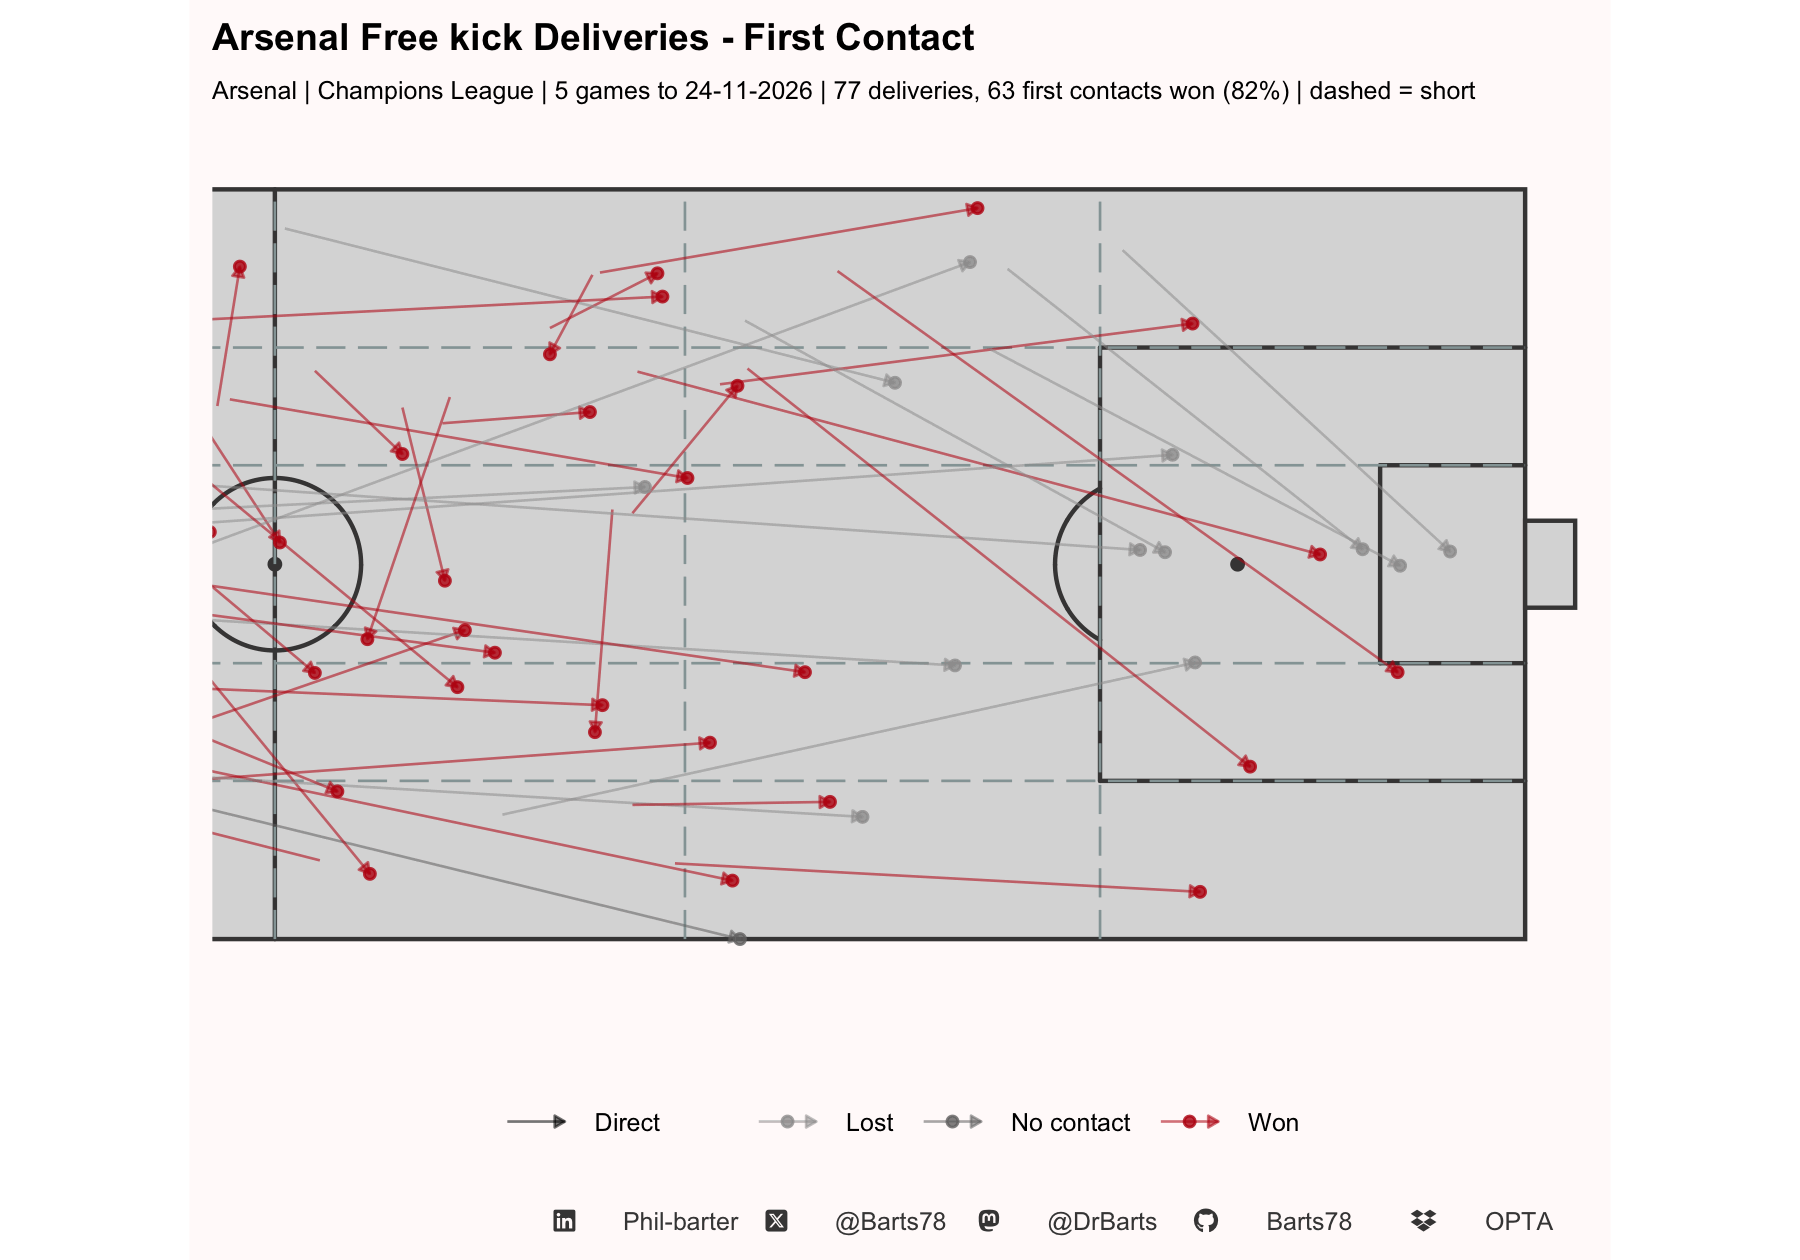 Arsenal Free kick Deliveries - First Contact
Arsenal | Champions League | 5 games to 24-11-2026 | 77 deliveries, 63 first contacts won (82%) | dashed = short
Direct Lost No contact Won
Phil-barter @Barts78 @DrBarts Barts78 OPTA